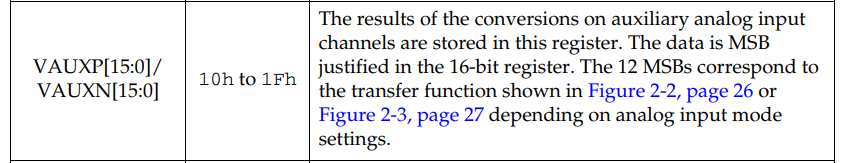 VAUXP[15:0]/
VAUXN[15:0]
10h to 1Fh
The results of the conversions on auxiliary analog input
channels are stored in this register. The data is MSB
justified in the 16-bit register. The 12 MSBs correspond to
the transfer function shown in Figure 2-2, page 26 or
Figure 2-3, page 27 depending on analog input mode
settings.